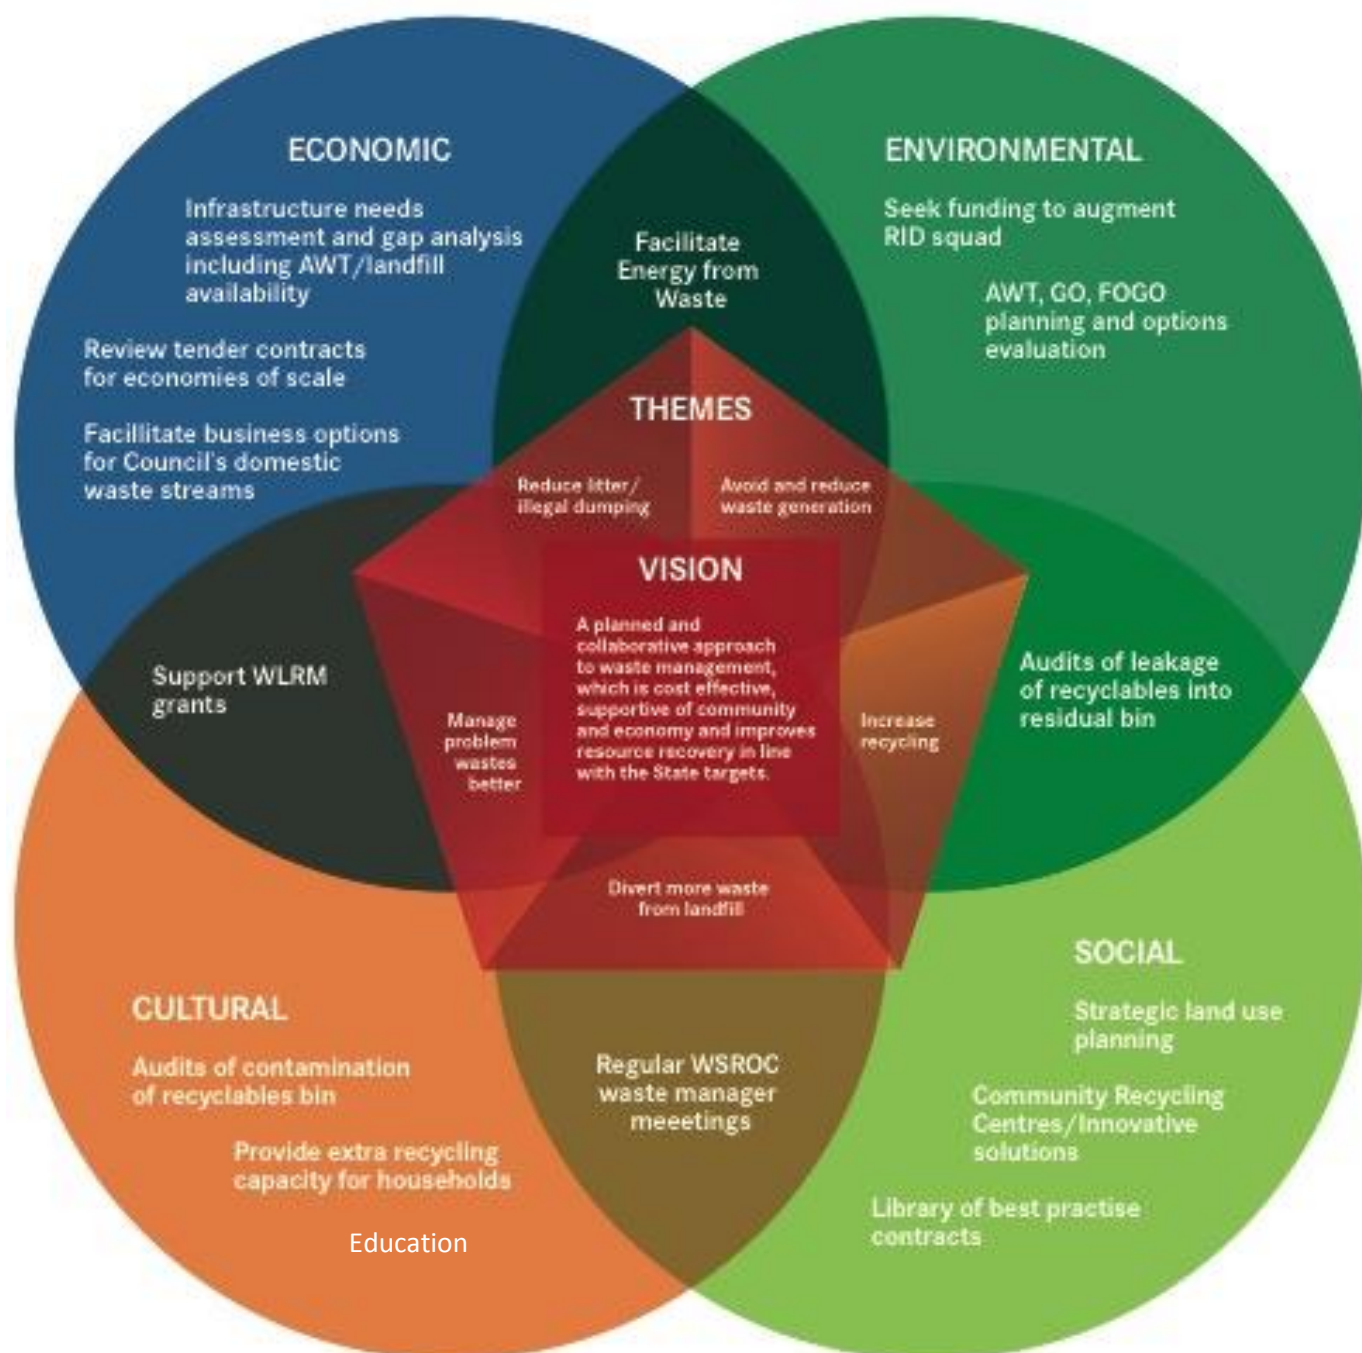 ECONOMIC
Infrastructure needs
assessment and gap analysis
including AWT/landfill
availability
Review tender contracts
for economies of scale
Facillitate business options
for Council's domestic
waste streams
Facilitate
Energy from
Waste
ENVIRONMENTAL
Seek funding to augment
RID squad
AWT, GO, FOGO
planning and options
evaluation
THEMES
Reduce litter/
illegal dumping
Avoid and reduce
waste generation
VISION
A planned and
collaborative approach
to waste management,
which is cost effective,
supportive of community
and economy and improves
resource recovery in line
with the State targets.
Support WLRM
grants
Manage
problem
wastes
better
Increase
recycling
Audits of leakage
of recyclables into
residual bin
Divert more waste
from landfill
CULTURAL
Audits of contamination
of recyclables bin
Provide extra recycling
capacity for households
Education
Regular WSROC
waste manager
meeetings
SOCIAL
Strategic land use
planning
Community Recycling
Centres/Innovative
solutions
Library of best practise
contracts